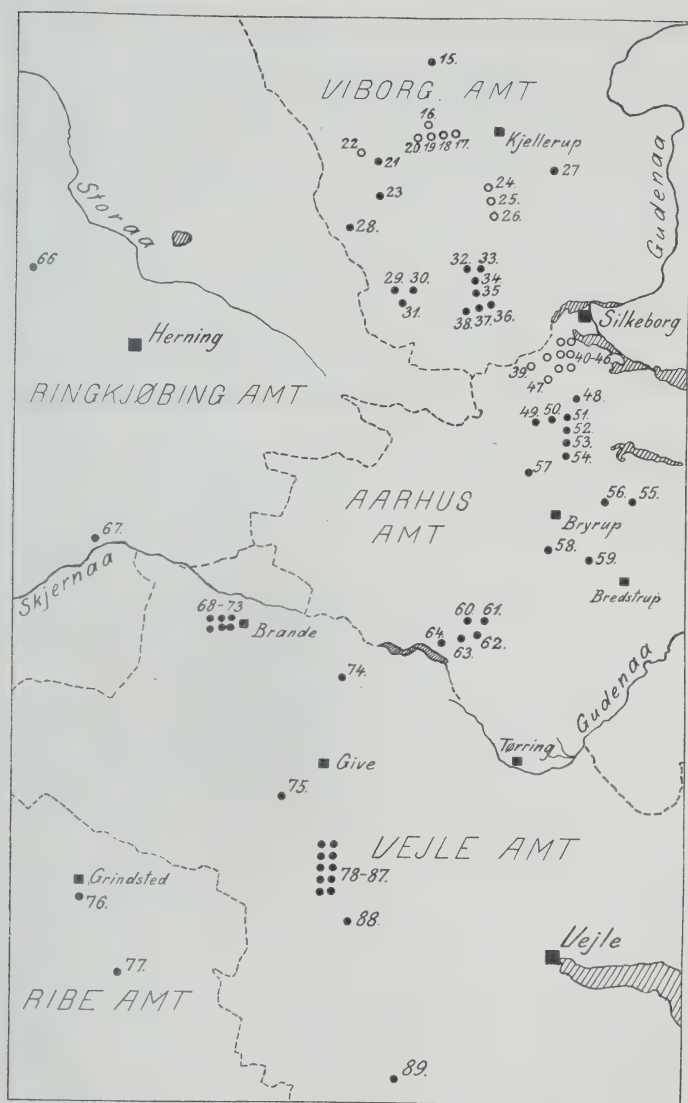 15.
VIBORG AMT
16.
20 19 18 17.
Kjellerup
22
21
27
Gudenaa
23
24.
25.
26.
Storaa
28.
66
32. 33.
34.
35
29. 30.
31.
38. 37. 36.
Silkeborg
Herning
39.
40-46
47
RINGKJØBING AMT
48.
49. 50.
51.
52.
53.
54.
57
AARHUS
AMT
56. 55.
Bryrup
67.
58.
59.
Skjernaa
Bredstrup
68-73
Brande
60. 61.
64.
63. 62.
74.
Gudenaa
Tørring
Give
75.
VEJLE AMT
Grindsted
78-87.
76.
88.
Vejle
77.
RIBE AMT
89.